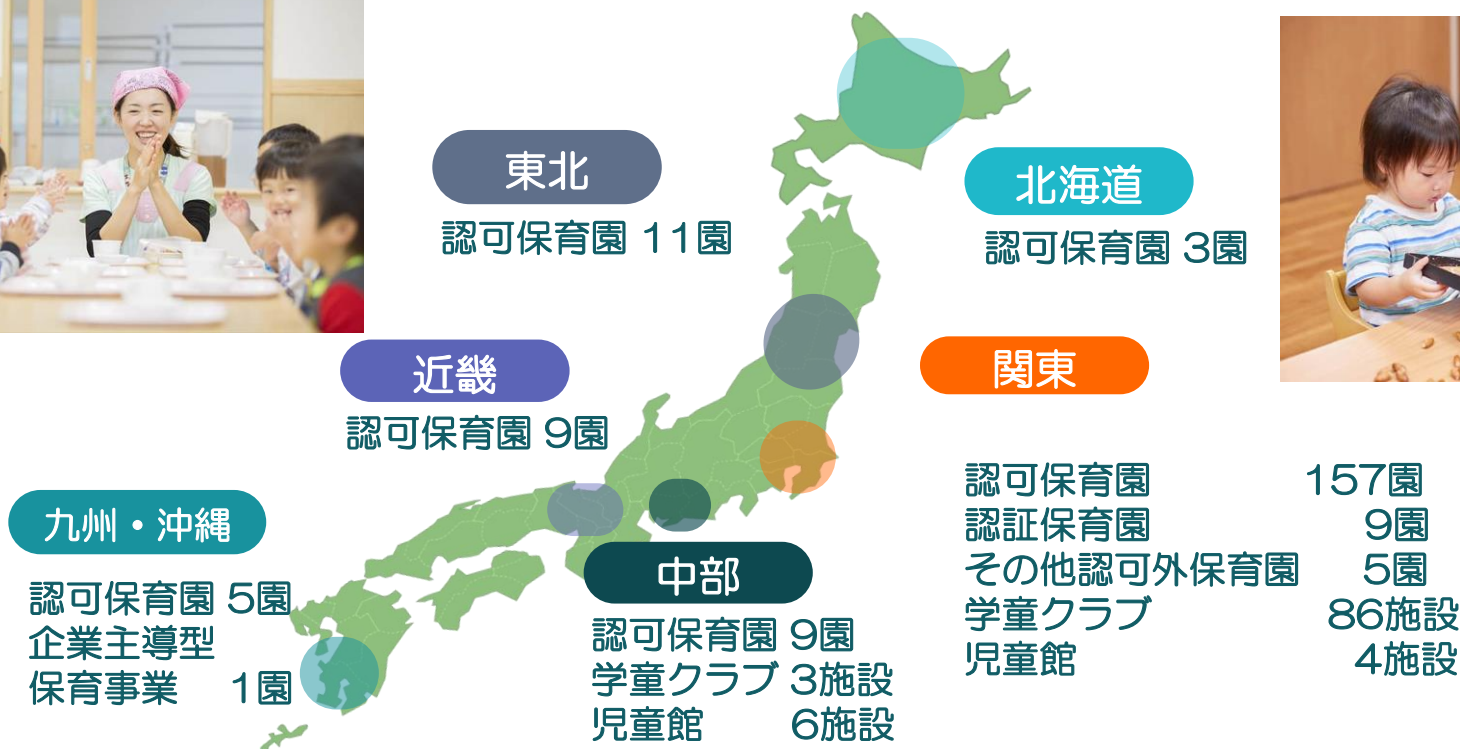 東北
認可保育園 11園
北海道
認可保育園 3園
近畿
認可保育園 9園
関東
認可保育園 157園
認証保育園 9園
その他認可外保育園 5園
学童クラブ 86施設
児童館 4施設
九州・沖縄
認可保育園 5園
企業主導型
保育事業 1園
中部
認可保育園 9園
学童クラブ 3施設
児童館 6施設